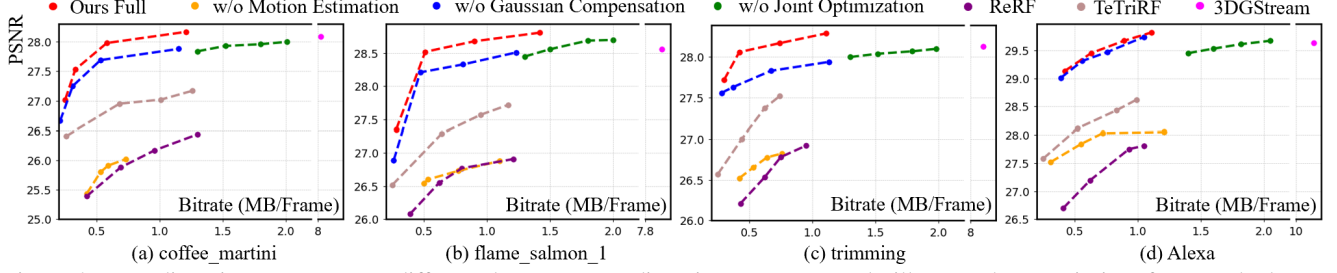 Ours Full w/o Motion Estimation w/o Gaussian Compensation w/o Joint Optimization ReRF TeTriRF 3DGStream
PSNR
28.0
27.5
27.0
26.5
26.0
25.5
25.0
Bitrate (MB/Frame)
0.5 1.0 1.5 2.0 8
(a) coffee_martini
28.5
28.0
27.5
27.0
26.5
26.0
Bitrate (MB/Frame)
0.5 1.0 1.5 2.0 7.8
(b) flame_salmon_1
28.0
27.5
27.0
26.5
26.0
Bitrate (MB/Frame)
0.5 1.0 1.5 2.0 8
(c) trimming
29.5
29.0
28.5
28.0
27.5
27.0
26.5
Bitrate (MB/Frame)
0.5 1.0 1.5 2.0 10
(d) Alexa